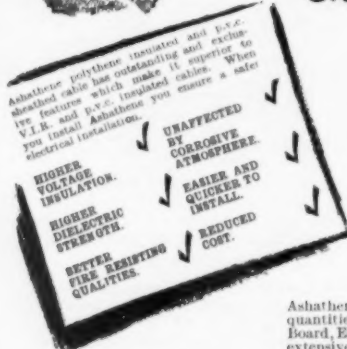 Ashathene polythene insulated and p.v.c.
sheathed cable has outstanding and exclus-
ive features which make it superior to
V.I.R. and p.v.c. insulated cables. When
you install Ashathene you ensure a safer
electrical installation.
HIGHER
VOLTAGE
INSULATION.
HIGHER
DIELECTRIC
STRENGTH.
BETTER
FIRE RESISTING
QUALITIES.
UNAFFECTED
BY
CORROSIVE
ATMOSPHERE.
EASIER AND
QUICKER TO
INSTALL.
REDUCED
COST.
Ashathen
quantitie
Board, E
extensive